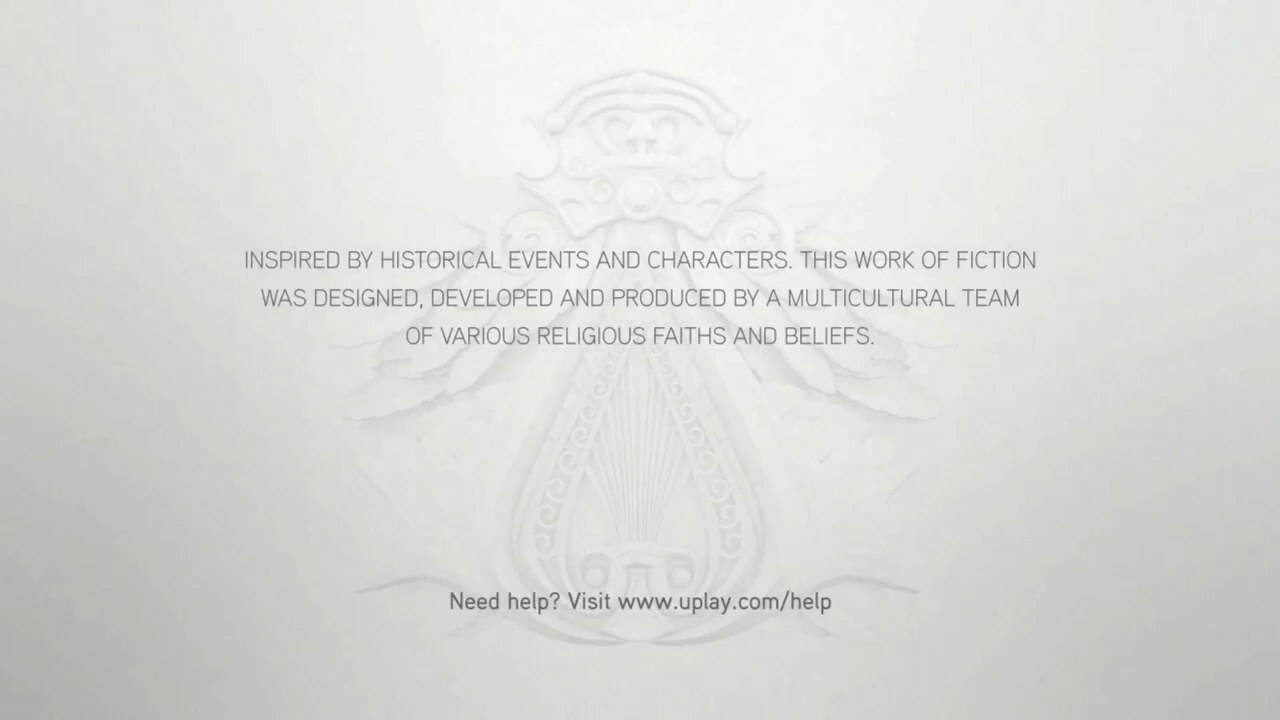 INSPIRED BY HISTORICAL EVENTS AND CHARACTERS. THIS WORK OF FICTION
WAS DESIGNED, DEVELOPED AND PRODUCED BY A MULTICULTURAL TEAM
OF VARIOUS RELIGIOUS FAITHS AND BELIEFS.
Need help? Visit www.uplay.com/help